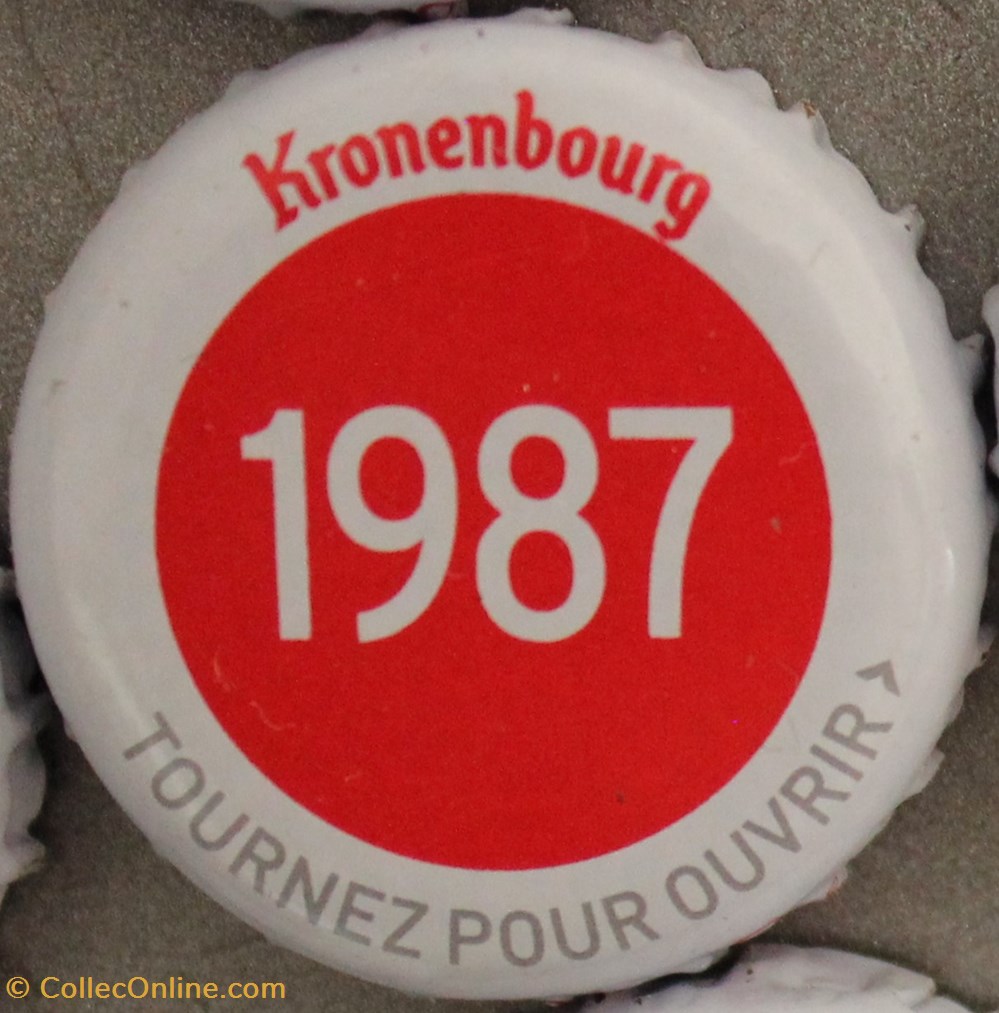 Kronenbourg
1987
TOURNEZ POUR OUVRIR >
© CollecOnline.com